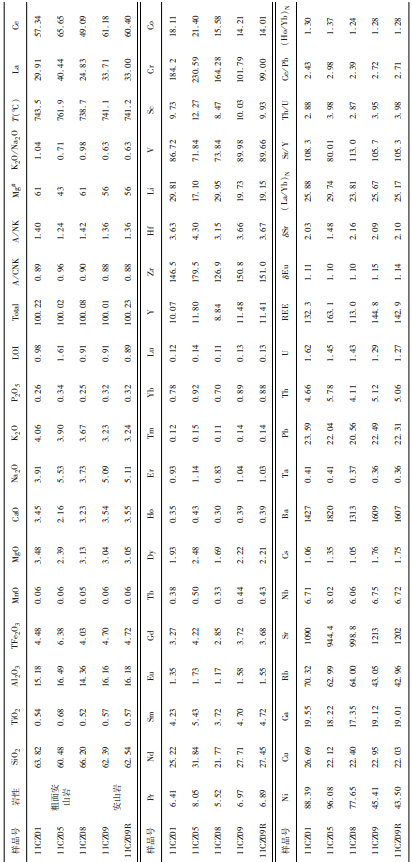 样品号 岩性 SiO₂ TiO₂ Al₂O₃ TFe₂O₃ MnO MgO CaO Na₂O K₂O P₂O₅ LOI Total A/CNK A/NK Mg# K₂O/Na₂O T(℃) La Ce
11CZ01 63.82 0.54 15.18 4.48 0.06 3.48 3.45 3.91 4.06 0.26 0.98 100.22 0.89 1.40 61 1.04 743.5 29.91 57.34
11CZ05 粗面安山岩 60.48 0.68 16.49 6.38 0.06 2.39 2.16 5.53 3.90 0.34 1.61 100.02 0.96 1.24 43 0.71 761.9 40.44 65.65
11CZ08 66.20 0.52 14.36 4.03 0.05 3.13 3.23 3.73 3.67 0.25 0.91 100.08 0.90 1.42 61 0.98 738.7 24.83 49.09
11CZ09 安山岩 62.39 0.57 16.16 4.70 0.06 3.04 3.54 5.09 3.23 0.32 0.91 100.01 0.88 1.36 56 0.63 741.1 33.71 61.18
11CZ09R 62.54 0.57 16.18 4.72 0.06 3.05 3.55 5.11 3.24 0.32 0.89 100.23 0.88 1.36 56 0.63 741.2 33.00 60.40
样品号 Pr Nd Sm Eu Gd Tb Dy Ho Er Tm Yb Lu Y Zr Hf Li V Sc Cr Co
11CZ01 6.41 25.22 4.23 1.35 3.27 0.38 1.93 0.35 0.93 0.12 0.78 0.12 10.07 146.5 3.63 29.81 86.72 9.73 184.2 18.11
11CZ05 8.05 31.84 5.43 1.73 4.22 0.50 2.48 0.43 1.14 0.15 0.92 0.14 11.80 179.5 4.30 17.10 71.84 12.27 230.59 21.40
11CZ08 5.52 21.77 3.72 1.17 2.85 0.33 1.69 0.30 0.83 0.11 0.70 0.11 8.84 126.9 3.15 29.95 73.84 8.47 164.28 15.58
11CZ09 6.97 27.71 4.70 1.58 3.72 0.44 2.22 0.39 1.04 0.14 0.89 0.13 11.48 150.8 3.66 19.73 89.98 10.03 101.79 14.21
11CZ09R 6.89 27.45 4.72 1.55 3.68 0.43 2.21 0.39 1.03 0.14 0.88 0.13 11.41 151.0 3.67 19.15 89.66 9.93 99.00 14.01
样品号 Ni Cu Ga Rb Sr Nb Cs Ba Ta Pb Th U REE δEu δSr (La/Yb)N Sr/Y Th/U Ce/Pb (Ho/Yb)N
11CZ01 88.39 26.69 19.55 70.32 1090 6.71 1.06 1427 0.41 23.59 4.66 1.62 132.3 1.11 2.03 25.88 108.3 2.88 2.43 1.30
11CZ05 96.08 22.12 18.22 62.99 944.4 8.02 1.35 1820 0.41 22.04 5.78 1.45 163.1 1.10 1.48 29.74 80.01 3.98 2.98 1.37
11CZ08 77.65 22.40 17.35 64.00 998.8 6.06 1.05 1313 0.37 20.56 4.11 1.43 113.0 1.10 2.16 23.81 113.0 2.87 2.39 1.24
11CZ09 45.41 22.95 19.12 43.05 1213 6.75 1.76 1609 0.36 22.49 5.12 1.29 144.8 1.15 2.09 25.67 105.7 3.95 2.72 1.28
11CZ09R 43.50 22.03 19.01 42.96 1202 6.72 1.75 1607 0.36 22.31 5.06 1.27 142.9 1.14 2.10 25.17 105.3 3.98 2.71 1.28